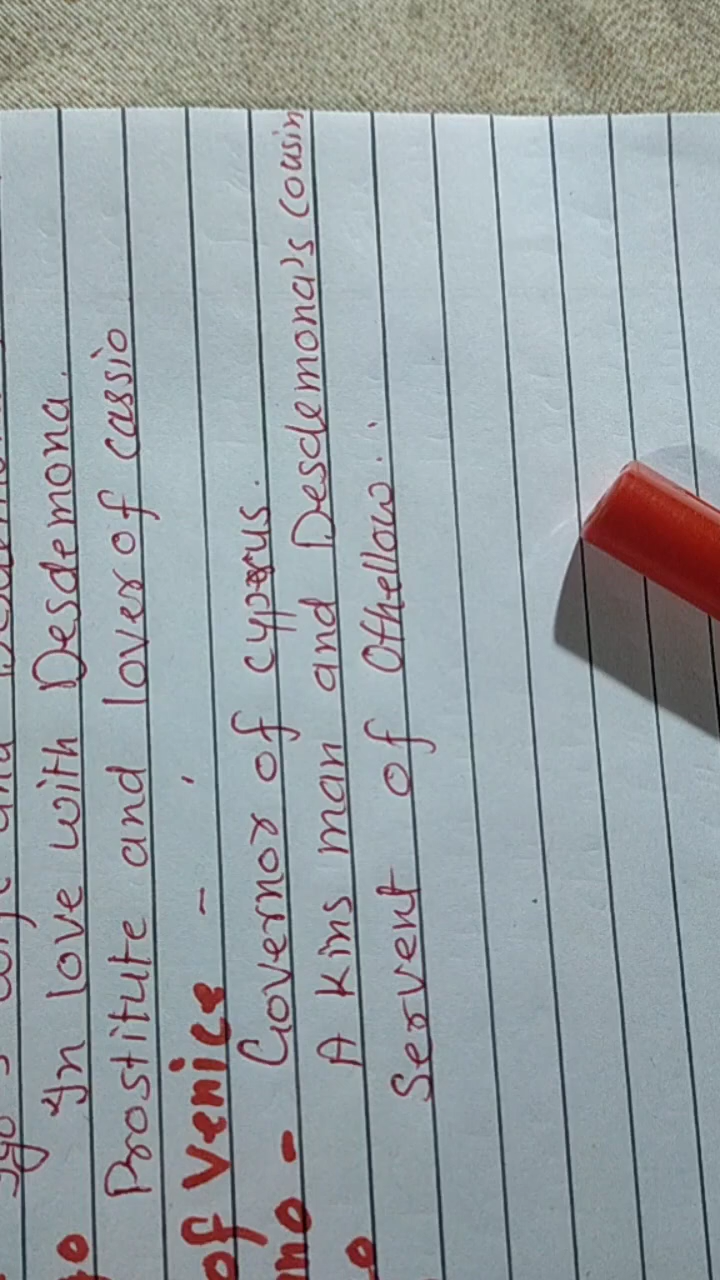 In love with Desdemona.
Prostitute and lover of cassio
of Venice -
- Governor of cyperus.
A kins man and Desdemona's cousin
Servent of Othellow..